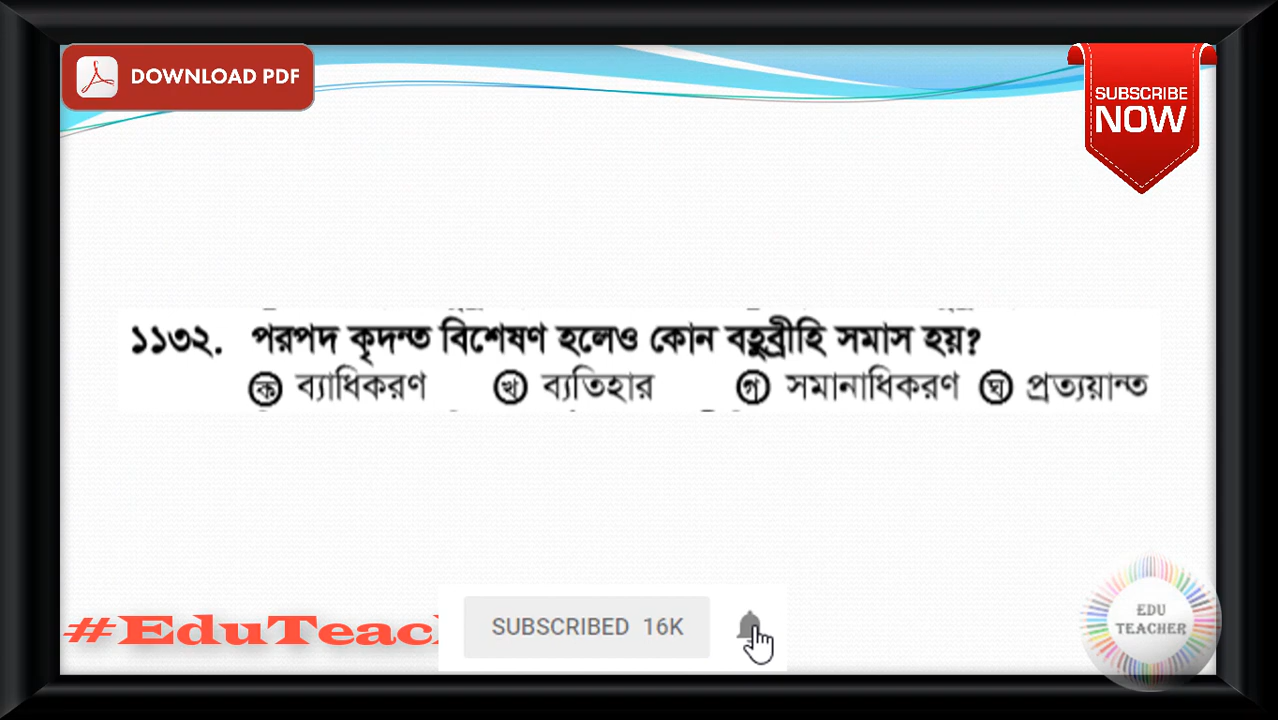 DOWNLOAD PDF
SUBSCRIBE
NOW
১১৩২. পরপদ কৃদন্ত বিশেষণ হলেও কোন বহুব্রীহি সমাস হয়?
ক ব্যাধিকরণ খ ব্যতিহার গ সমানাধিকরণ ঘ প্রত্যয়ান্ত
#EduTeac
SUBSCRIBED 16K
EDU
TEACHER